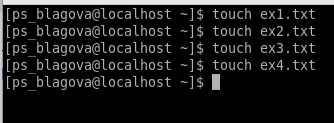 [ps_blagova@localhost ~]$ touch ex1.txt
[ps_blagova@localhost ~]$ touch ex2.txt
[ps_blagova@localhost ~]$ touch ex3.txt
[ps_blagova@localhost ~]$ touch ex4.txt
[ps_blagova@localhost ~]$